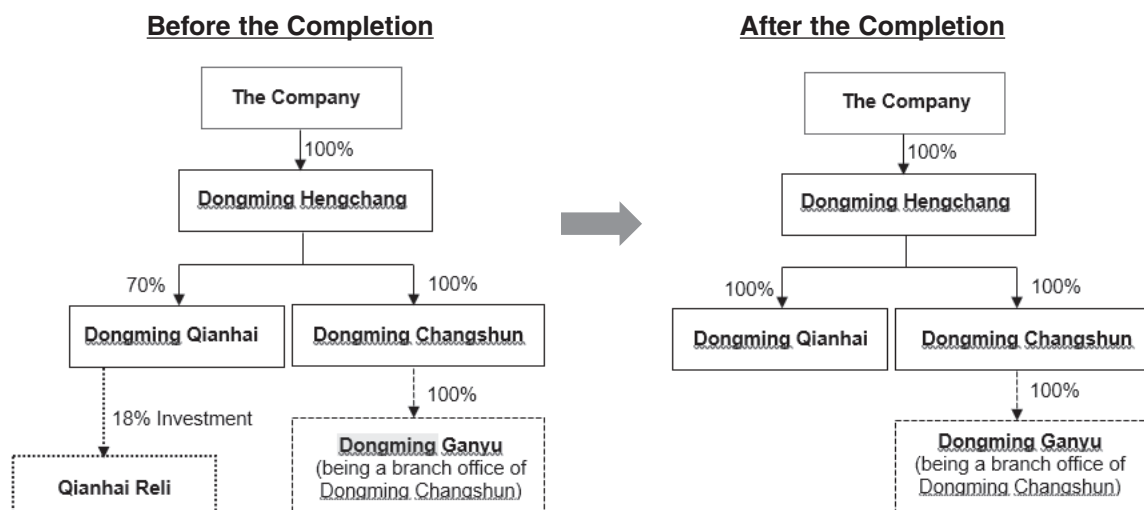 Before the Completion
The Company
100%
Dongming Hengchang
70%
100%
Dongming Qianhai
Dongming Changshun
18% Investment
100%
Qianhai Reli
Dongming Ganyu
(being a branch office of
Dongming Changshun)
After the Completion
The Company
100%
Dongming Hengchang
100%
100%
Dongming Qianhai
Dongming Changshun
100%
Dongming Ganyu
(being a branch office of
Dongming Changshun)